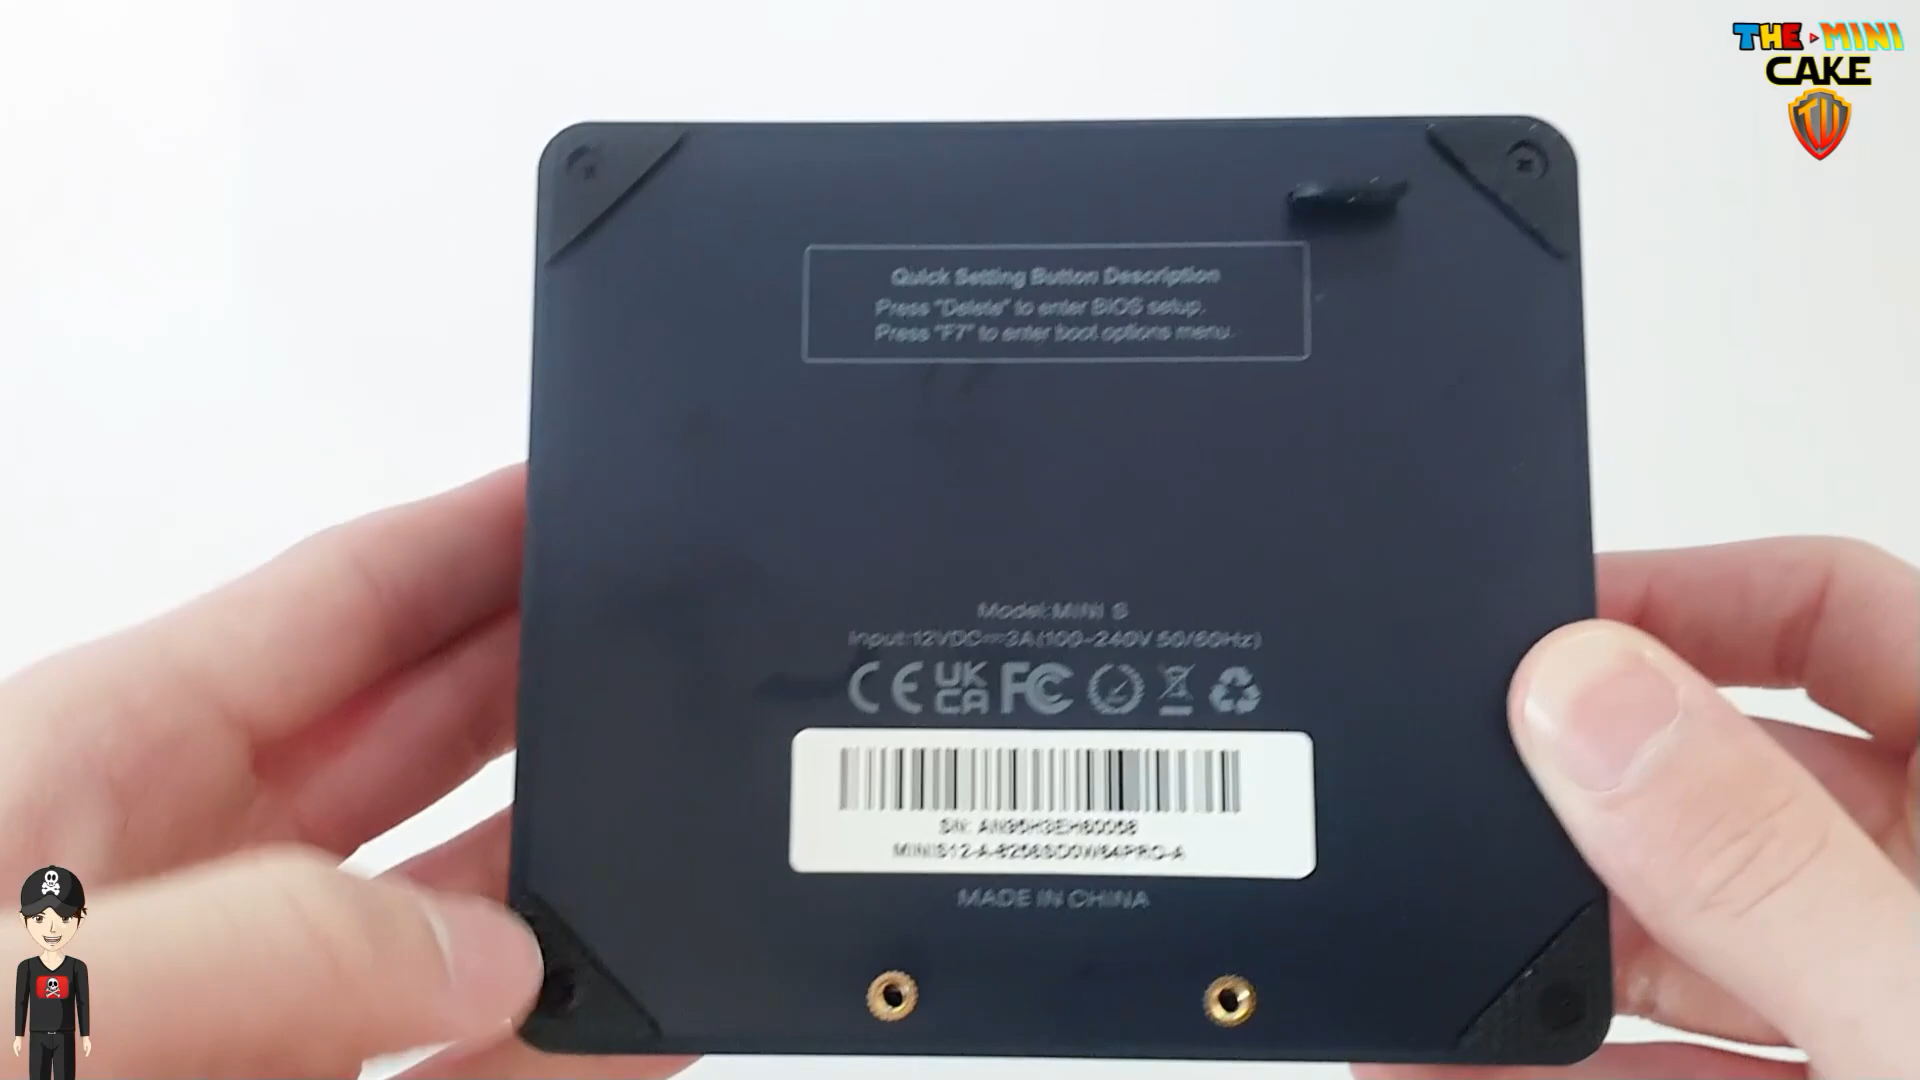 THE MINI
CAKE
Quick Setting Button Description
Press "Delete" to enter BIOS setup.
Press "F7" to enter boot options menu.
Model:MINI S
Input:12VDC⎓3A(100~240V 50/60Hz)
CE UK CA FC
SN:
MADE IN CHINA